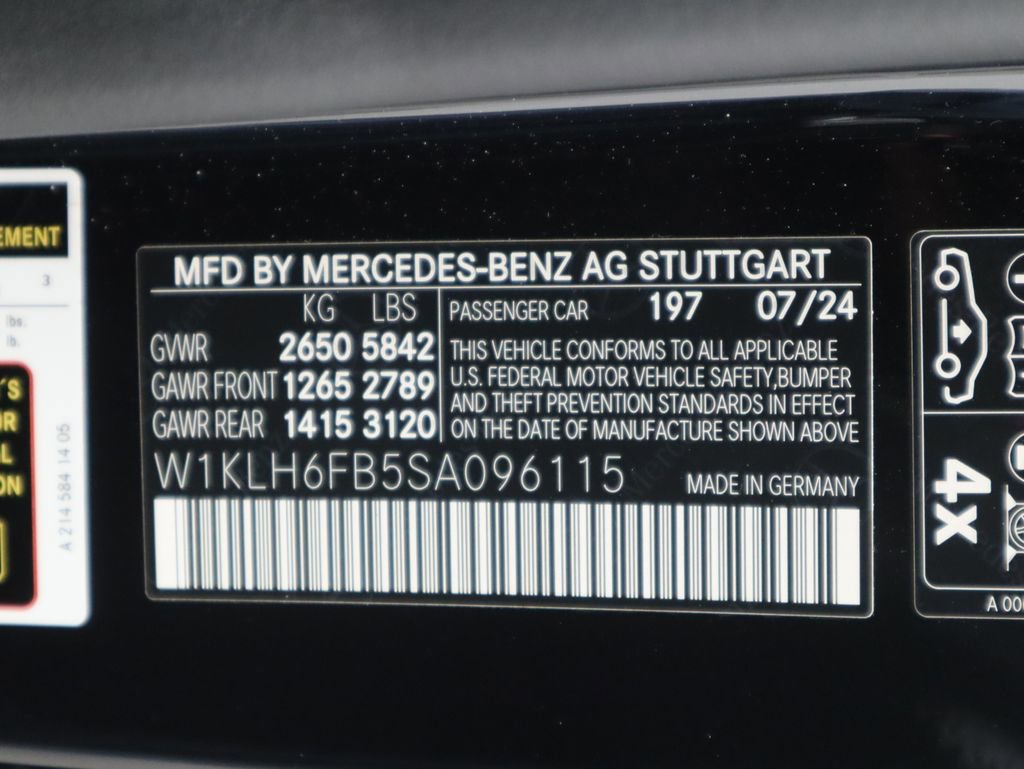 EMENT
3
lbs.
lb.
'S
OR
L
ON
A 214 584 14 05
MFD BY MERCEDES-BENZ AG STUTTGART
KG LBS
GVWR 2650 5842
GAWR FRONT 1265 2789
GAWR REAR 1415 3120
PASSENGER CAR 197 07/24
THIS VEHICLE CONFORMS TO ALL APPLICABLE
U.S. FEDERAL MOTOR VEHICLE SAFETY,BUMPER
AND THEFT PREVENTION STANDARDS IN EFFECT
ON THE DATE OF MANUFACTURE SHOWN ABOVE
W1KLH6FB5SA096115
MADE IN GERMANY
4x
A 00